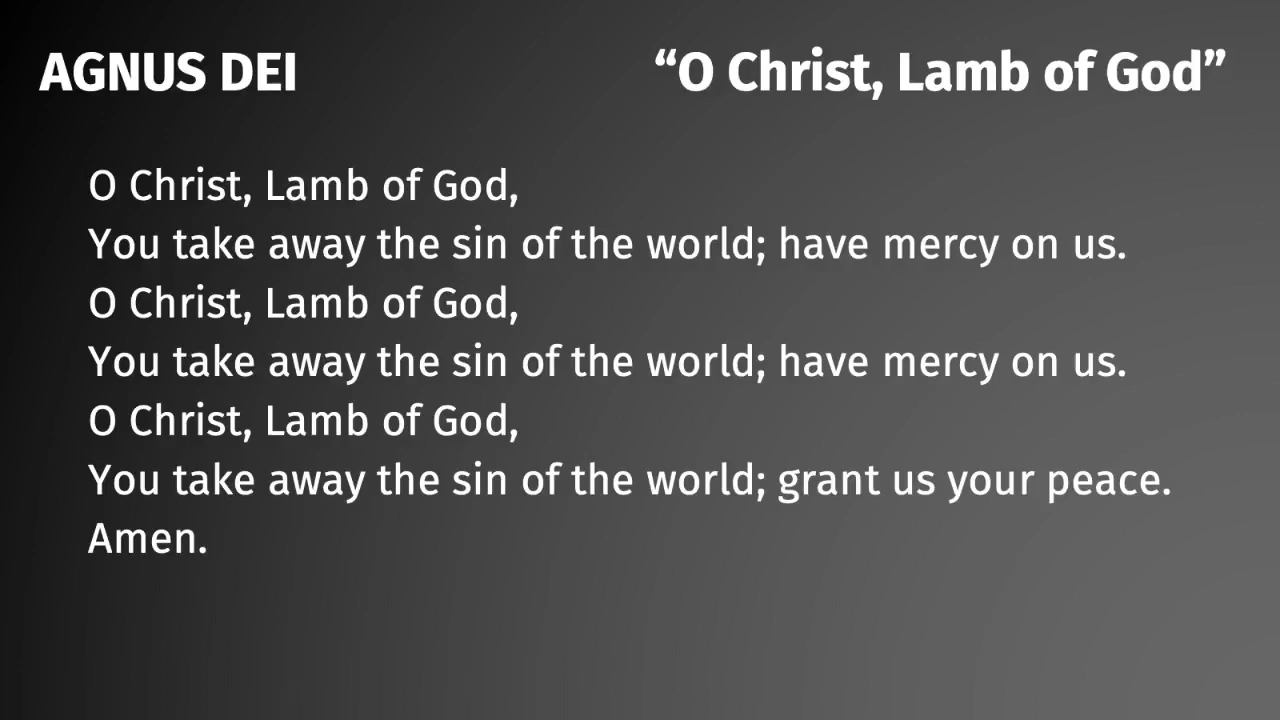 AGNUS DEI “O Christ, Lamb of God”
O Christ, Lamb of God,
You take away the sin of the world; have mercy on us.
O Christ, Lamb of God,
You take away the sin of the world; have mercy on us.
O Christ, Lamb of God,
You take away the sin of the world; grant us your peace.
Amen.